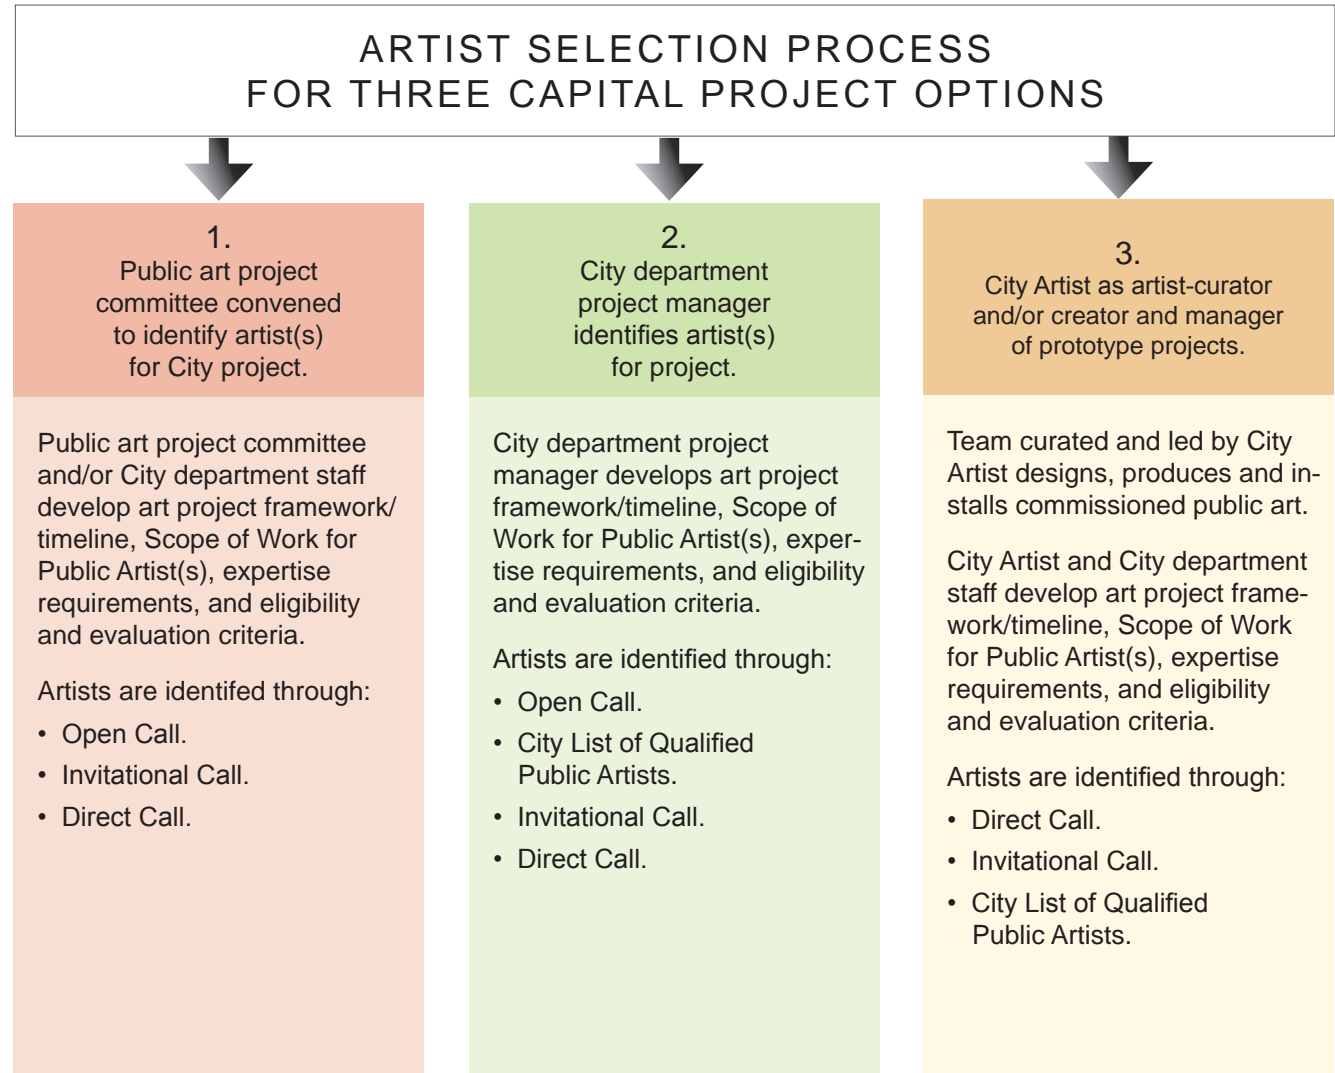 ARTIST SELECTION PROCESS
FOR THREE CAPITAL PROJECT OPTIONS
1.
Public art project
committee convened
to identify artist(s)
for City project.
Public art project committee
and/or City department staff
develop art project framework/
timeline, Scope of Work for
Public Artist(s), expertise
requirements, and eligibility
and evaluation criteria.
Artists are identifed through:
• Open Call.
• Invitational Call.
• Direct Call.
2.
City department
project manager
identifies artist(s)
for project.
City department project
manager develops art project
framework/timeline, Scope of
Work for Public Artist(s), exper-
tise requirements, and eligibility
and evaluation criteria.
Artists are identified through:
• Open Call.
• City List of Qualified
Public Artists.
• Invitational Call.
• Direct Call.
3.
City Artist as artist-curator
and/or creator and manager
of prototype projects.
Team curated and led by City
Artist designs, produces and in-
stalls commissioned public art.
City Artist and City department
staff develop art project frame-
work/timeline, Scope of Work
for Public Artist(s), expertise
requirements, and eligibility
and evaluation criteria.
Artists are identified through:
• Direct Call.
• Invitational Call.
• City List of Qualified
Public Artists.